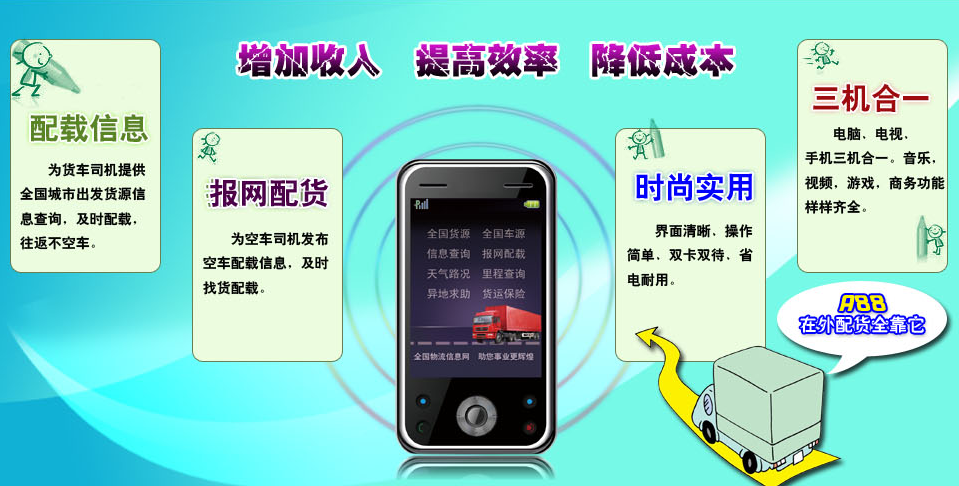 增加收入 提高效率 降低成本
配载信息
为货车司机提供
全国城市出发货源信
息查询，及时配载，
往返不空车。
报网配货
为空车司机发布
空车配载信息，及时
找货配载。
全国货源 全国车源
信息查询 报网配载
天气路况 里程查询
异地求助 货运保险
全国物流信息网 助您事业更辉煌
时尚实用
界面清晰、操作
简单、双卡双待、省
电耐用。
三机合一
电脑、电视、
手机三机合一。音乐，
视频，游戏，商务功能
样样齐全。
A88
在外配货全靠它